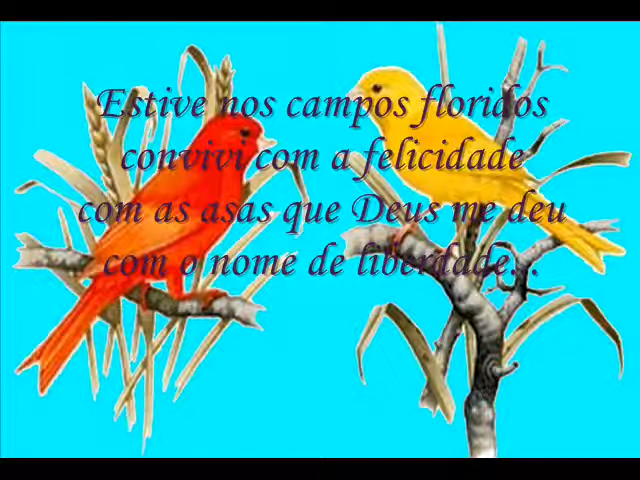 Estive nos campos floridos
convivi com a felicidade
com as asas que Deus me deu
com o nome de liberdade...